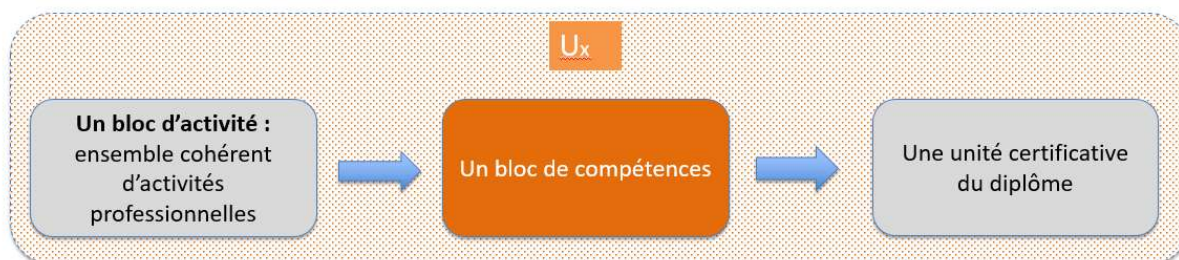 Ux
Un bloc d’activité :
ensemble cohérent
d’activités
professionnelles
Un bloc de compétences
Une unité certificative
du diplôme